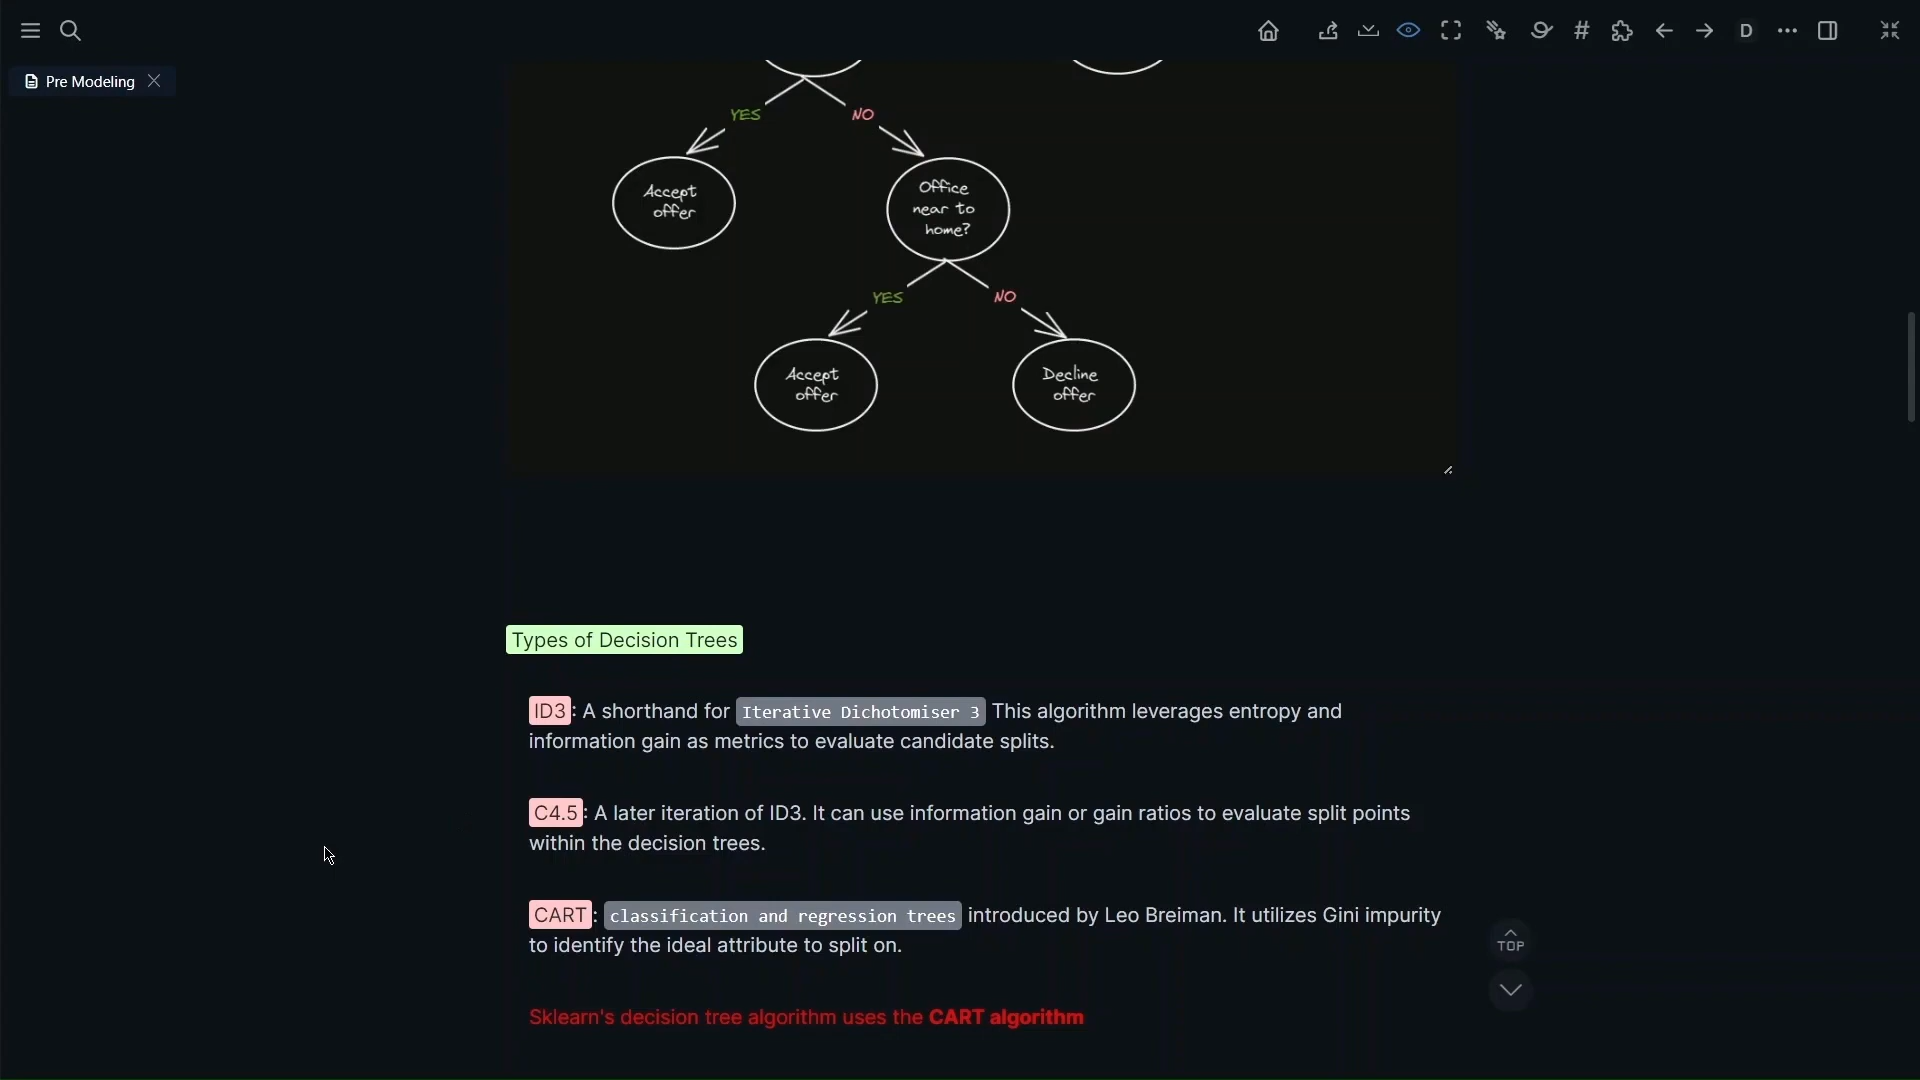 D
Pre Modeling
YES
NO
Accept
offer
Office
near to
home?
YES
NO
Accept
offer
Decline
offer
Types of Decision Trees
ID3: A shorthand for Iterative Dichotomiser 3 This algorithm leverages entropy and
information gain as metrics to evaluate candidate splits.
C4.5: A later iteration of ID3. It can use information gain or gain ratios to evaluate split points
within the decision trees.
CART: classification and regression trees introduced by Leo Breiman. It utilizes Gini impurity
to identify the ideal attribute to split on.
TOP
Sklearn's decision tree algorithm uses the CART algorithm